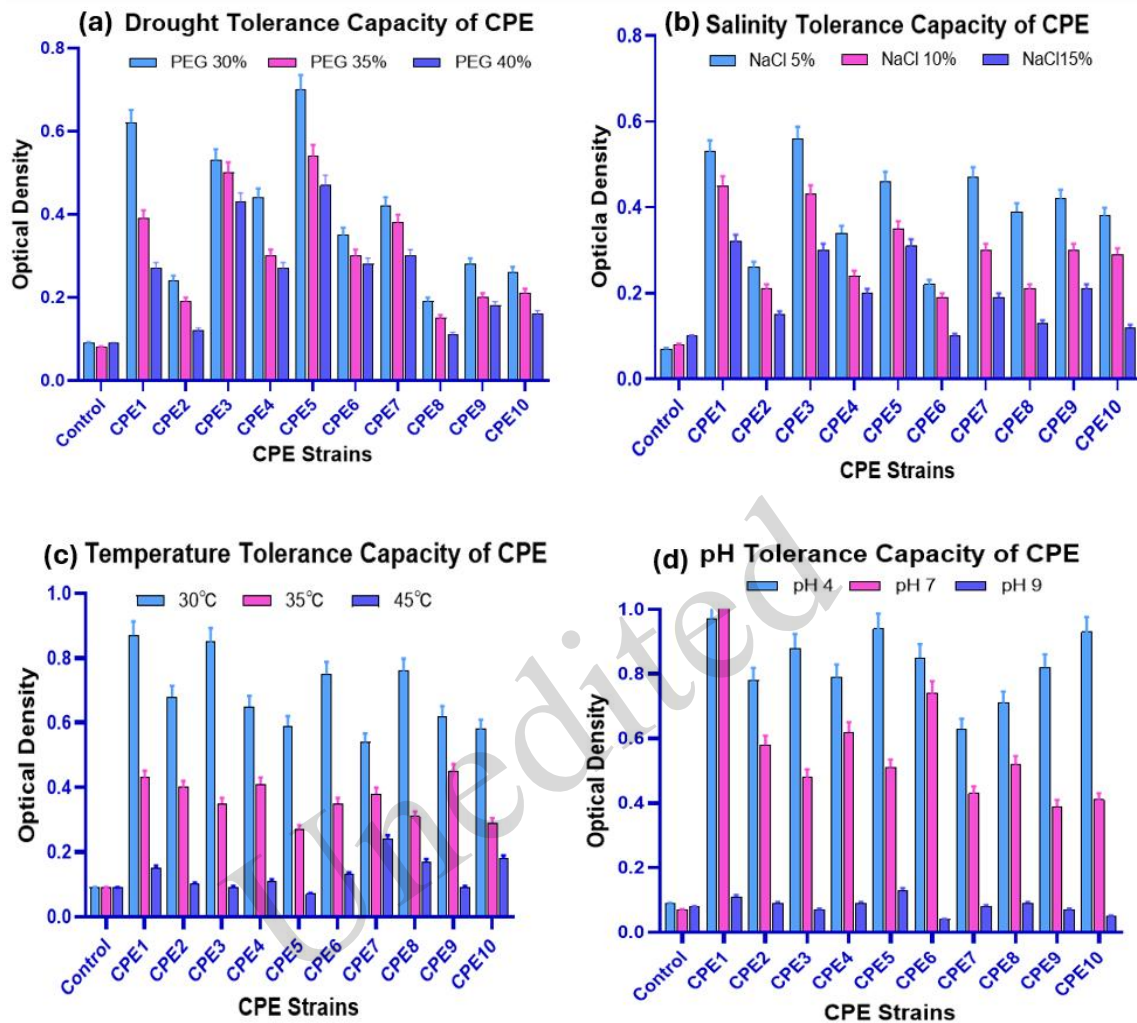 (a) Drought Tolerance Capacity of CPE
PEG 30% PEG 35% PEG 40%
0.8
0.6
0.4
0.2
0.0
Optical Density
Control CPE1 CPE2 CPE3 CPE4 CPE5 CPE6 CPE7 CPE8 CPE9 CPE10
CPE Strains
(b) Salinity Tolerance Capacity of CPE
NaCl 5% NaCl 10% NaCl15%
0.8
0.6
0.4
0.2
0.0
Opticla Density
Control CPE1 CPE2 CPE3 CPE4 CPE5 CPE6 CPE7 CPE8 CPE9 CPE10
CPE Strains
(c) Temperature Tolerance Capacity of CPE
30°C 35°C 45°C
1.0
0.8
0.6
0.4
0.2
0.0
Optical Density
Control CPE1 CPE2 CPE3 CPE4 CPE5 CPE6 CPE7 CPE8 CPE9 CPE10
CPE Strains
(d) pH Tolerance Capacity of CPE
pH 4 pH 7 pH 9
1.0
0.8
0.6
0.4
0.2
0.0
Optical Density
Control CPE1 CPE2 CPE3 CPE4 CPE5 CPE6 CPE7 CPE8 CPE9 CPE10
CPE Strains
Unedited